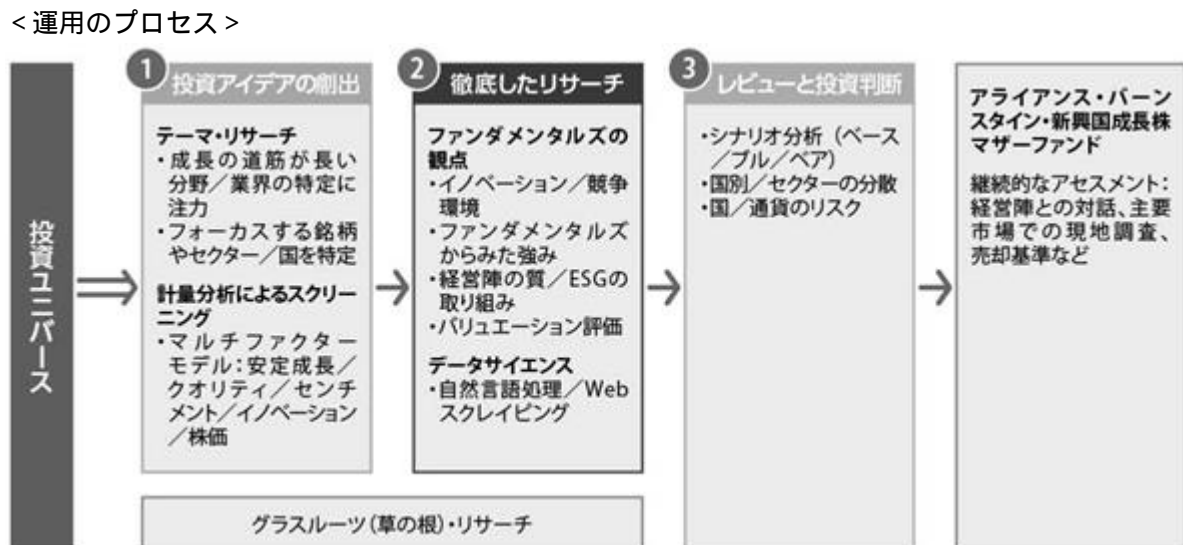 <運用のプロセス>
投資ユニバース
1 投資アイデアの創出
テーマ・リサーチ
・成長の道筋が長い
分野/業界の特定に
注力
・フォーカスする銘柄
やセクター/国を特定
計量分析によるスクリー
ニング
・マルチファクター
モデル:安定成長/
クオリティ/センチ
メント/イノベーション
/株価
2 徹底したリサーチ
ファンダメンタルズの
観点
・イノベーション/競争
環境
・ファンダメンタルズ
からみた強み
・経営陣の質/ESGの
取り組み
・バリュエーション評価
データサイエンス
・自然言語処理/Web
スクレイピング
グラスルーツ(草の根)・リサーチ
3 レビューと投資判断
・シナリオ分析(ベース
/ブル/ベア)
・国別/セクターの分散
・国/通貨のリスク
アライアンス・バーン
スタイン・新興国成長株
マザーファンド
継続的なアセスメント:
経営陣との対話、主要
市場での現地調査、
売却基準など